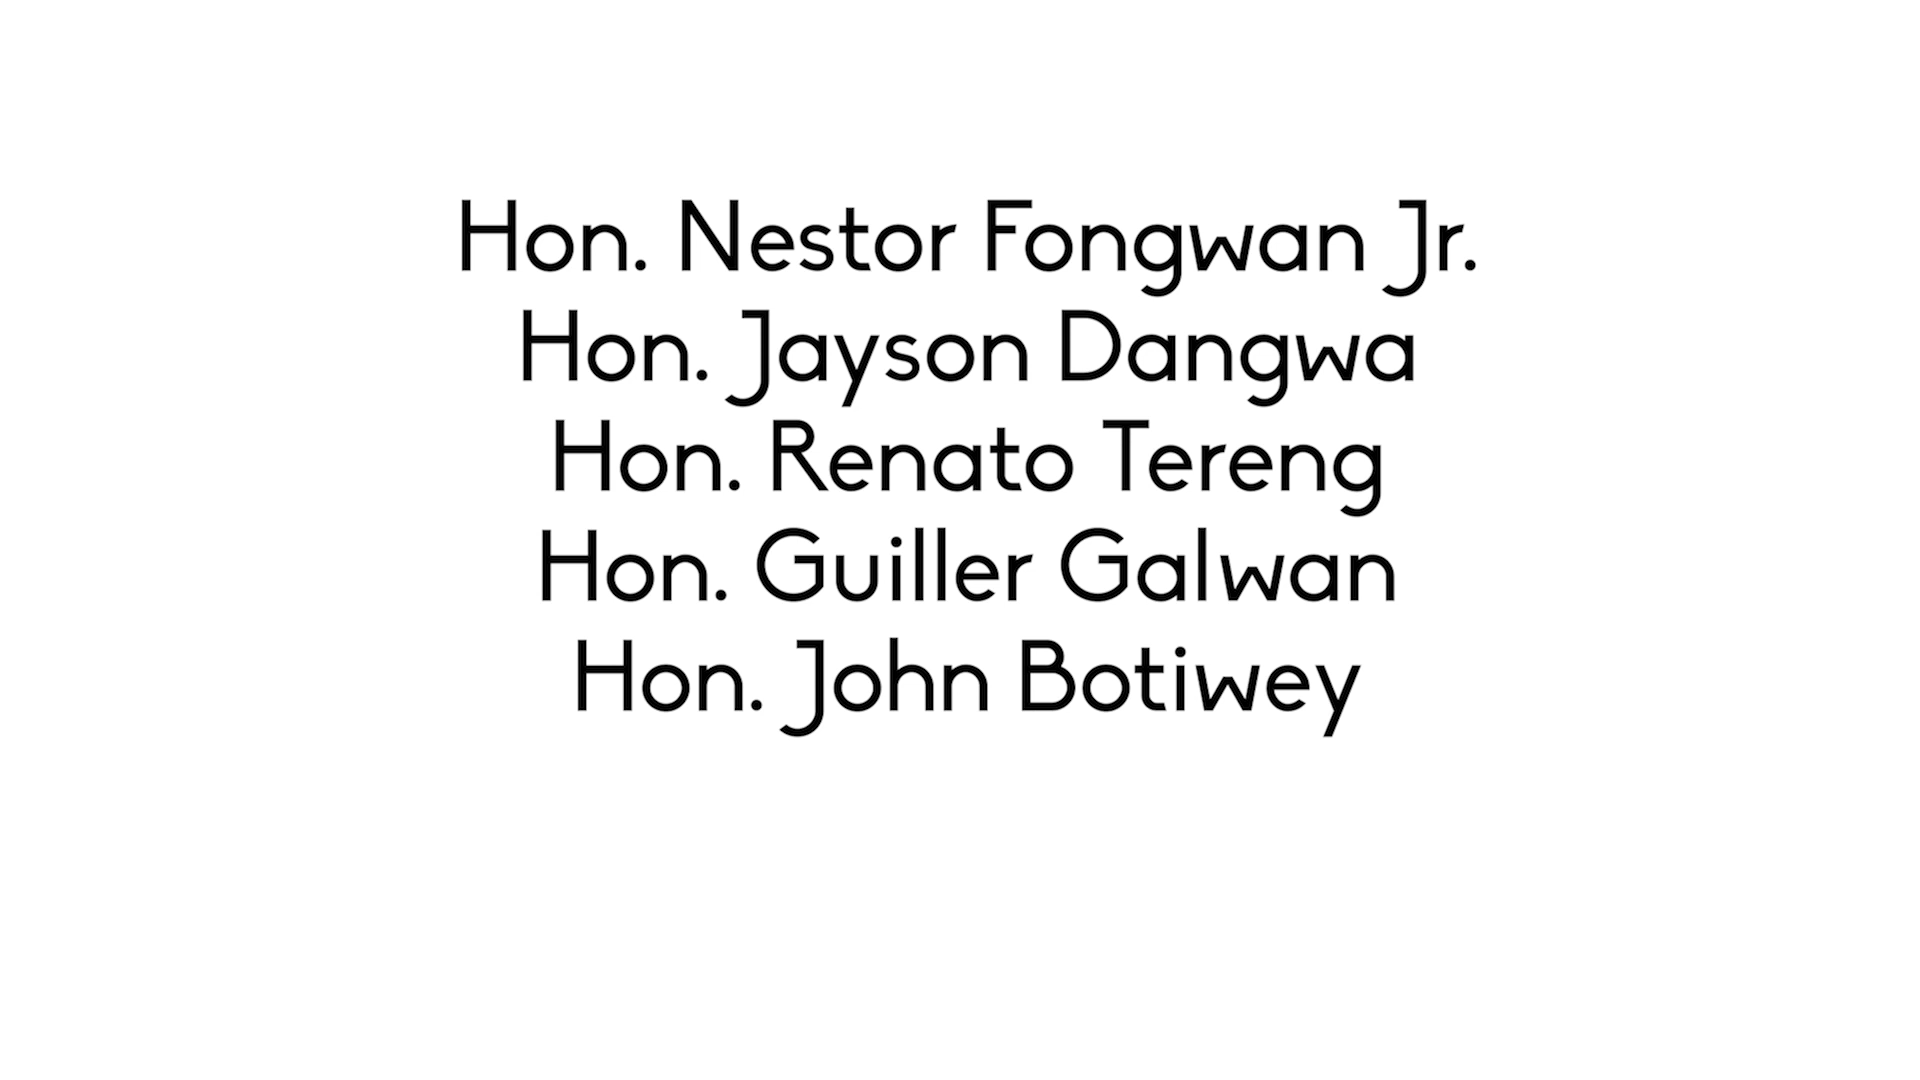 Hon. Nestor Fongwan Jr.
Hon. Jayson Dangwa
Hon. Renato Tereng
Hon. Guiller Galwan
Hon. John Botiwey